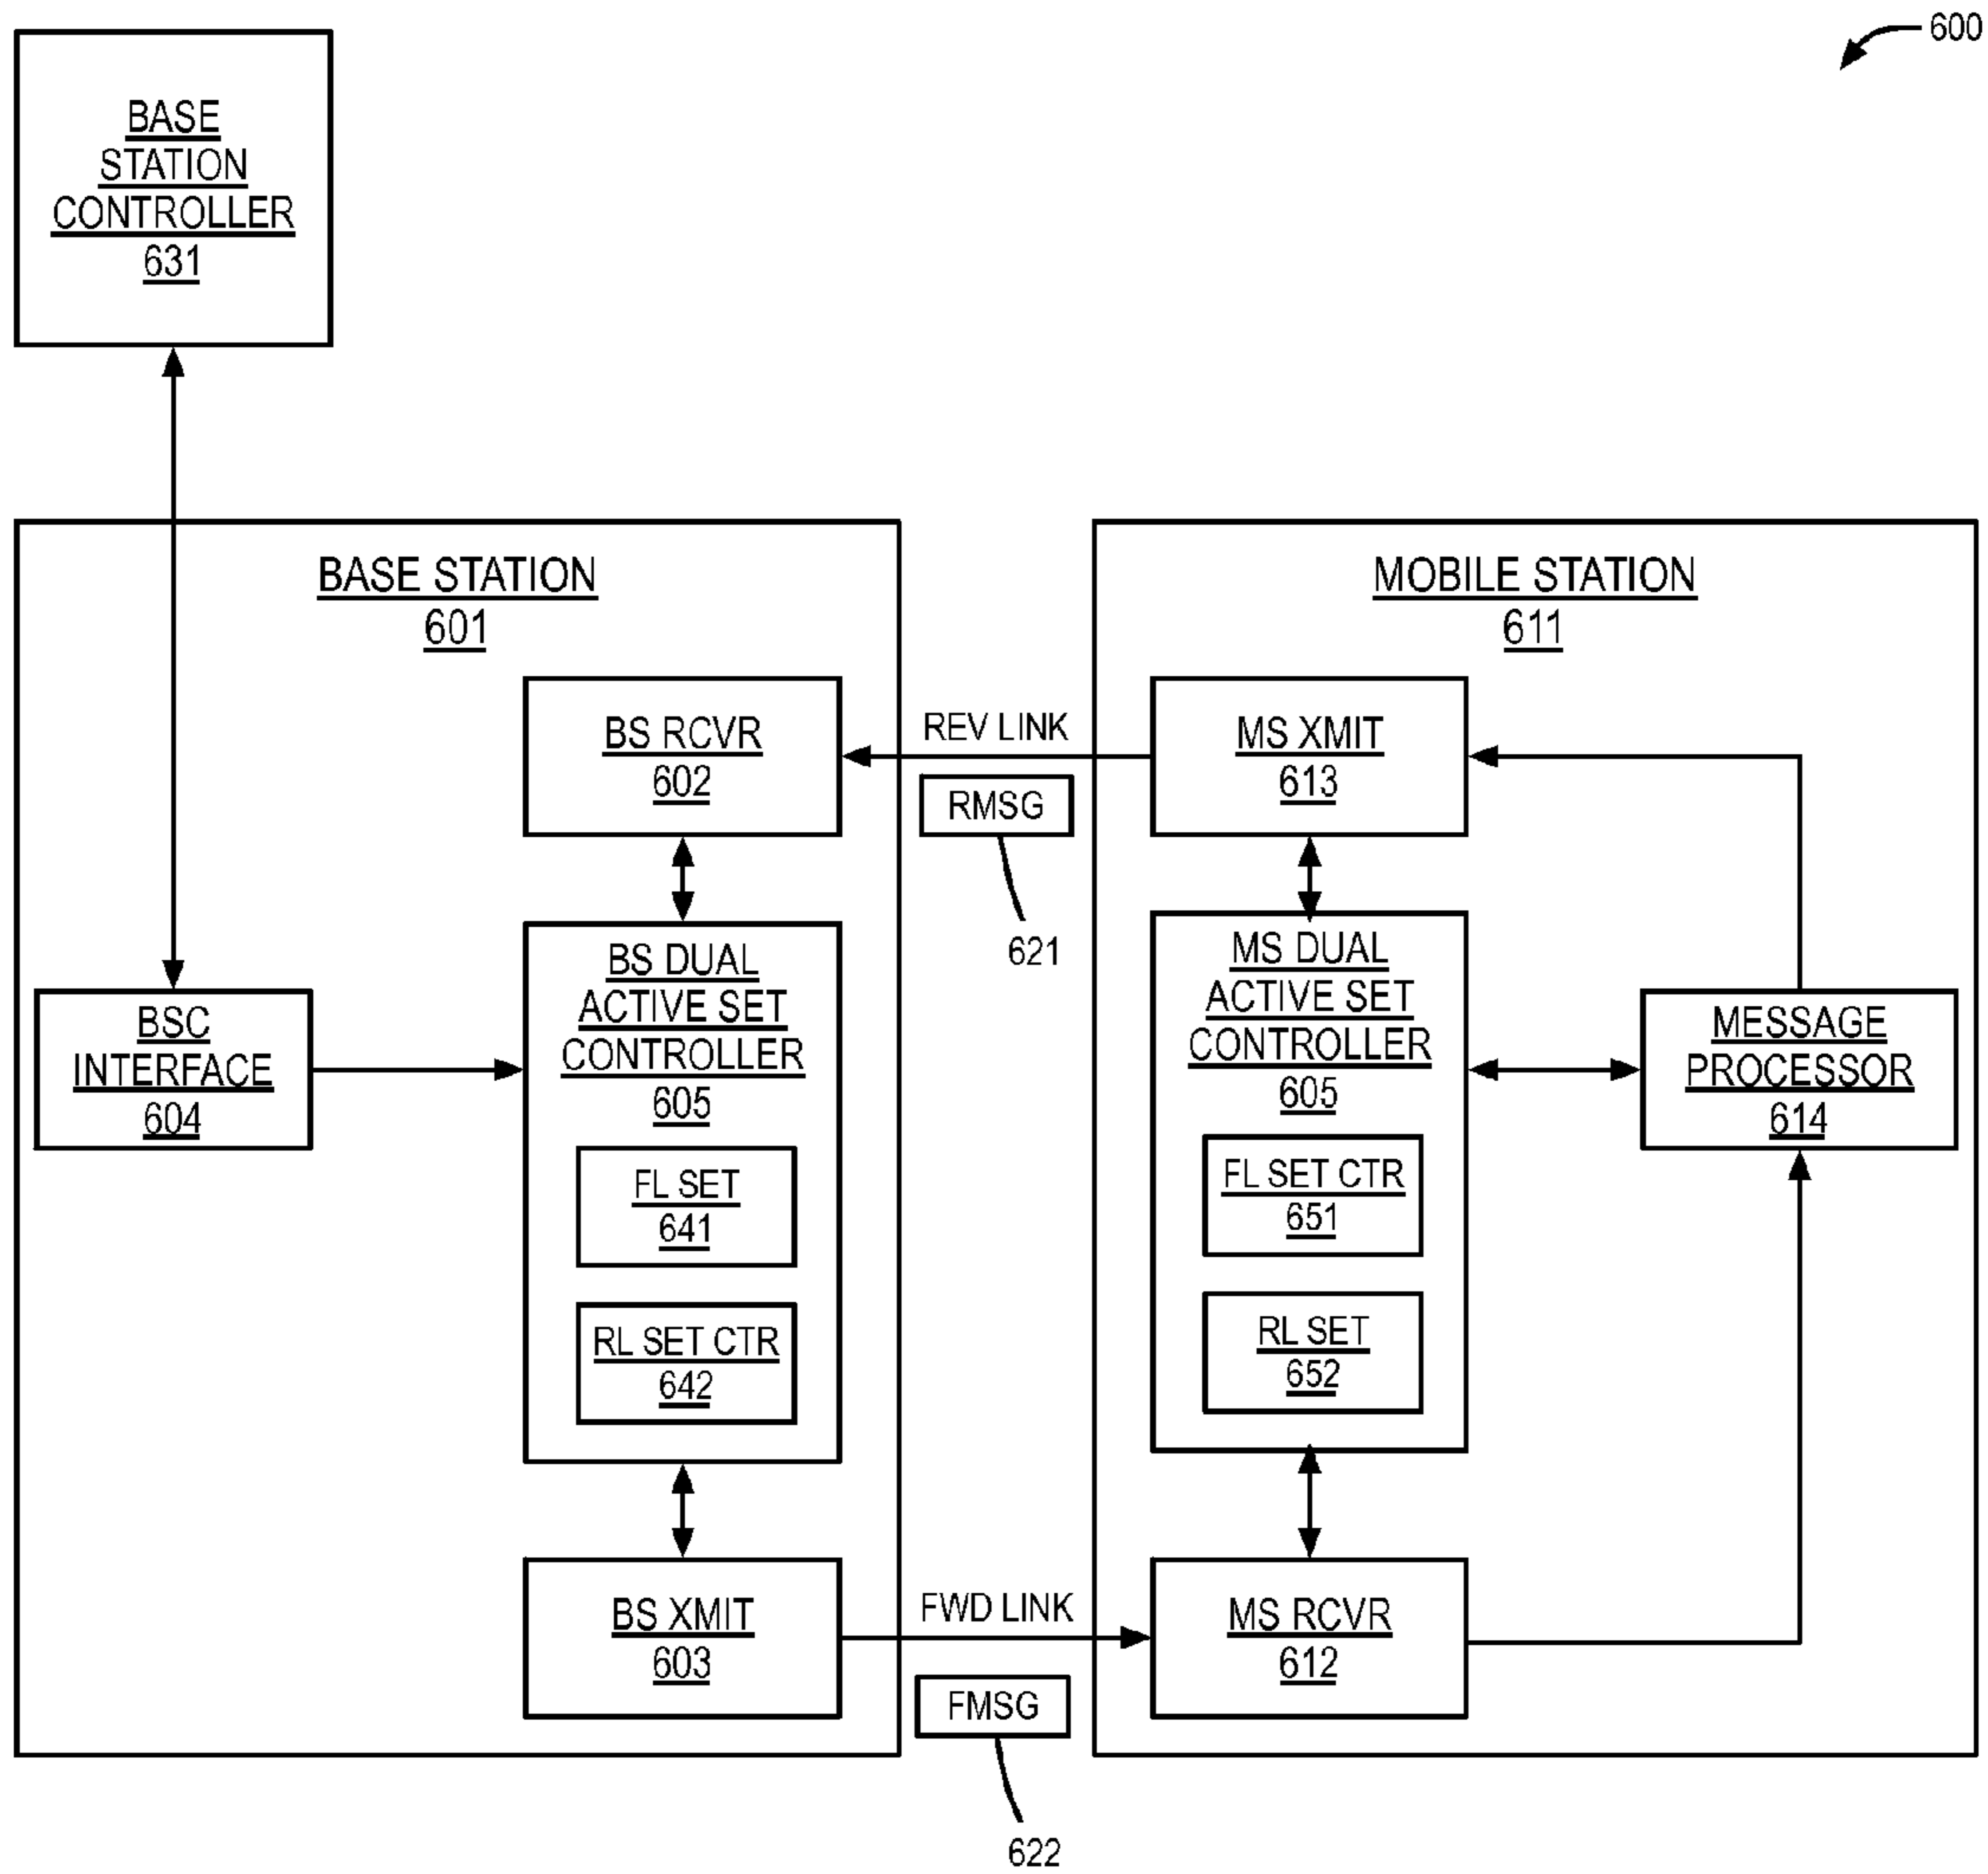 600
BASE
STATION
CONTROLLER
631
BASE STATION
601
BS RCVR
602
BSC
INTERFACE
604
BS DUAL
ACTIVE SET
CONTROLLER
605
FL SET
641
RL SET CTR
642
BS XMIT
603
REV LINK
RMSG
621
FWD LINK
FMSG
622
MOBILE STATION
611
MS XMIT
613
MS DUAL
ACTIVE SET
CONTROLLER
605
FL SET CTR
651
RL SET
652
MESSAGE
PROCESSOR
614
MS RCVR
612